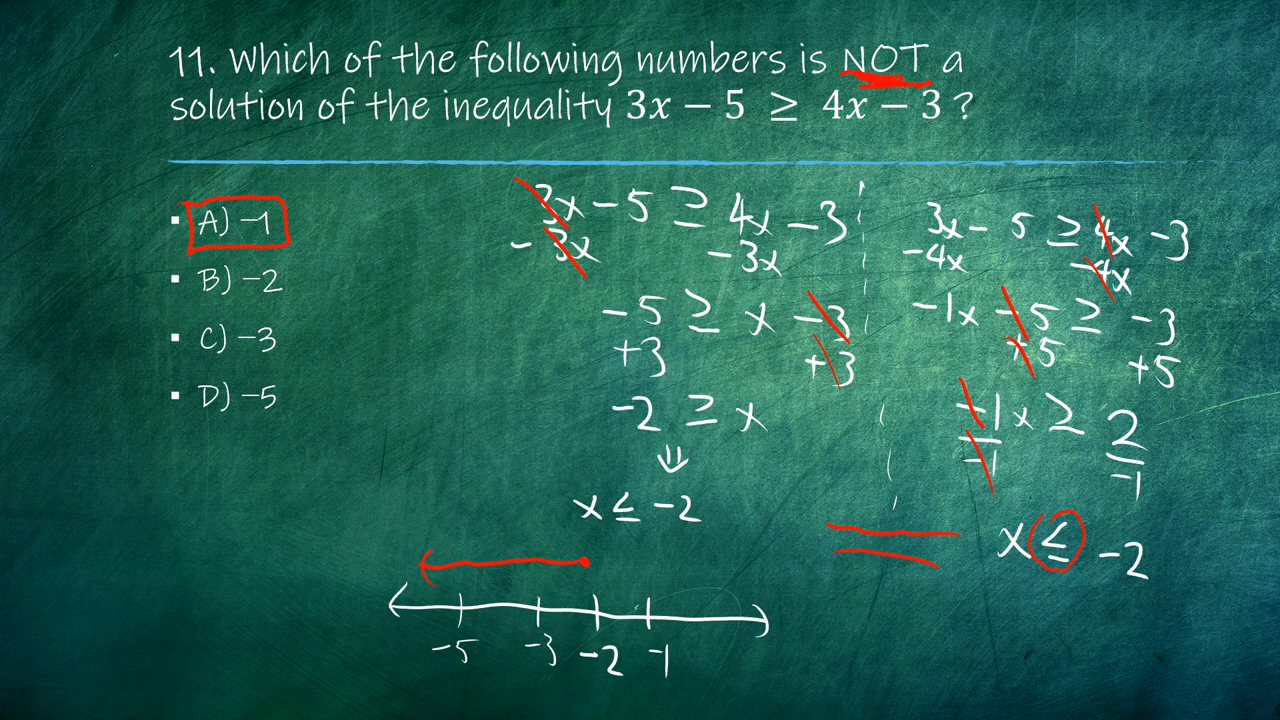 11. Which of the following numbers is NOT a
solution of the inequality 3x − 5 ≥ 4x − 3 ?
▪ A) −1
▪ B) −2
▪ C) −3
▪ D) −5
3x − 5 ≥ 4x − 3
− 3x − 3x
−5 ≥ x − 3
+3 + 3
−2 ≥ x
⇓
x ≤ −2
−5 −3 −2 −1
3x − 5 ≥ 4x − 3
−4x −4x
−1x − 5 ≥ −3
+ 5 +5
−1x ≥ 2
−1 −1
x ≤ −2